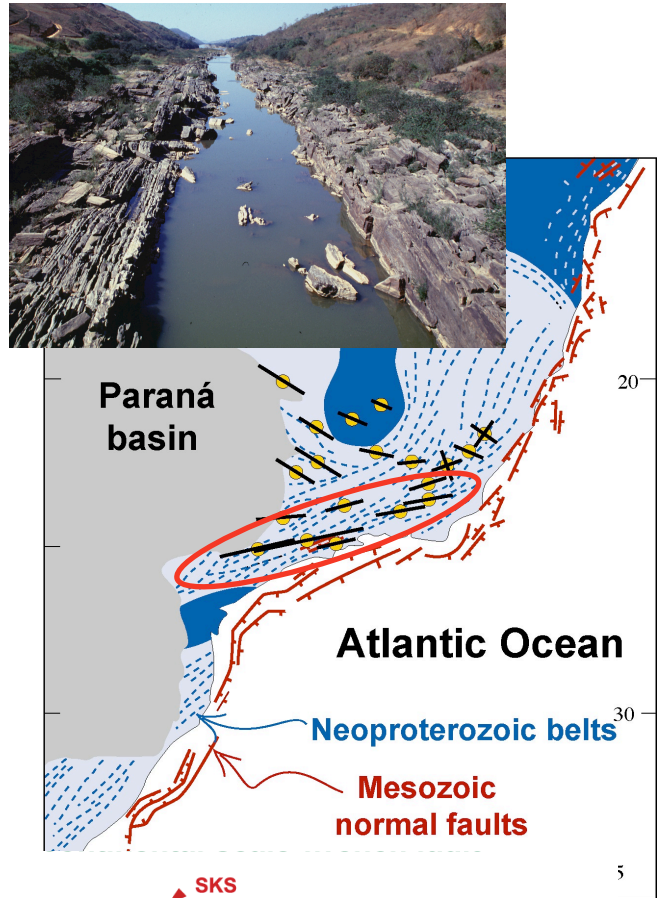 20
Paraná
basin
Atlantic Ocean
30
Neoproterozoic belts
Mesozoic
normal faults
5
SKS